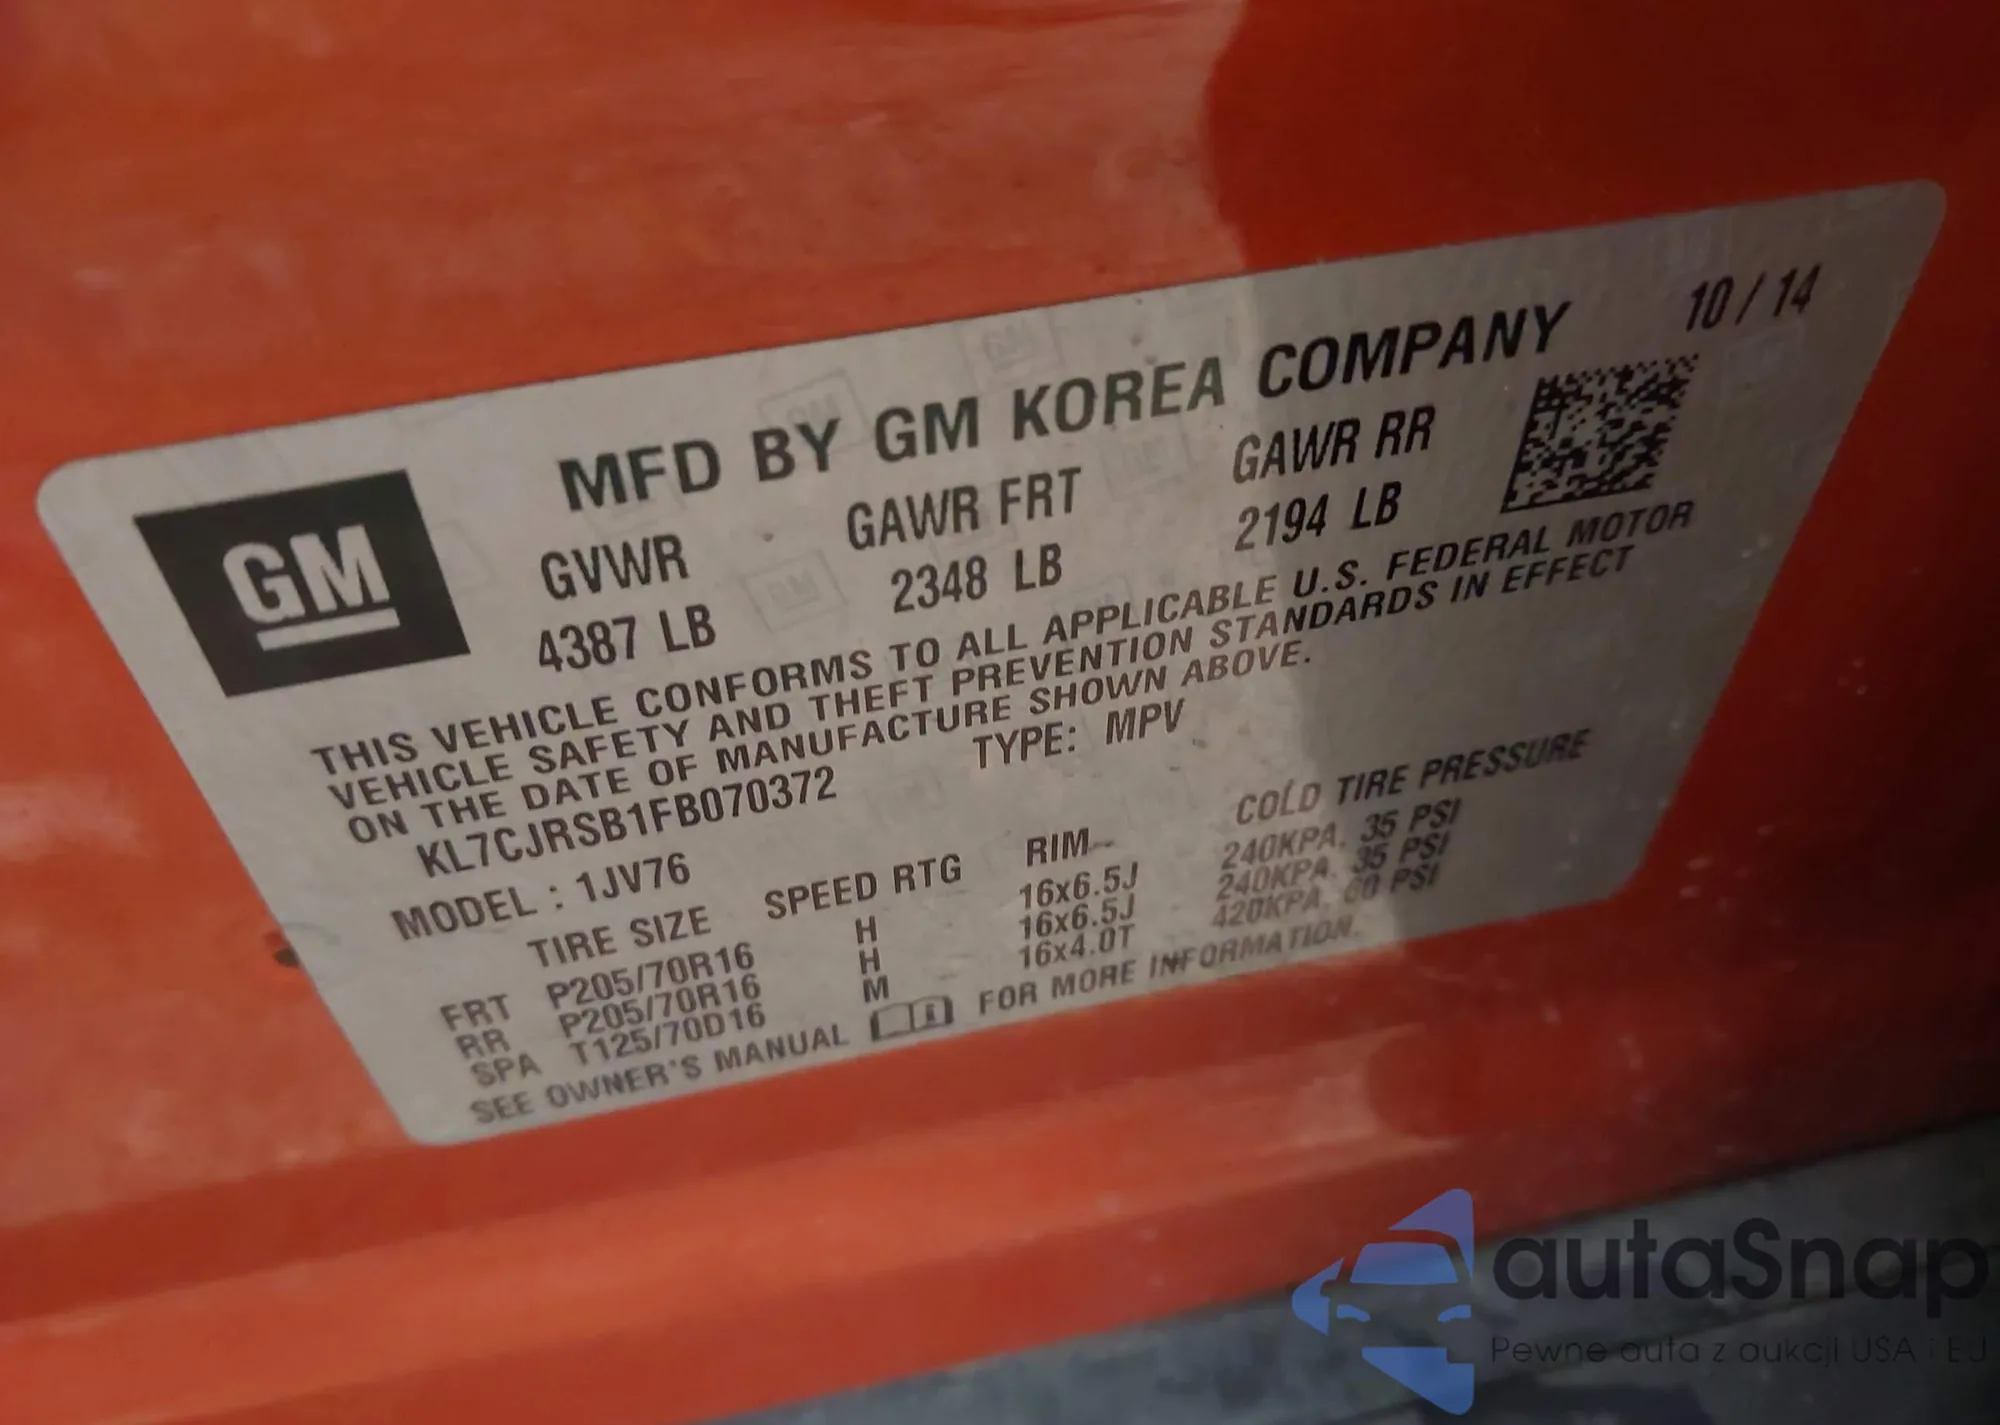 MFD BY GM KOREA COMPANY 10 / 14
GM
GVWR GAWR FRT GAWR RR
4387 LB 2348 LB 2194 LB
THIS VEHICLE CONFORMS TO ALL APPLICABLE U.S. FEDERAL MOTOR
VEHICLE SAFETY AND THEFT PREVENTION STANDARDS IN EFFECT
ON THE DATE OF MANUFACTURE SHOWN ABOVE.
KL7CJRSB1FB070372 TYPE: MPV
MODEL : 1JV76
TIRE SIZE SPEED RTG RIM COLD TIRE PRESSURE
FRT P205/70R16 H 16x6.5J 240KPA, 35 PSI
RR P205/70R16 H 16x6.5J 240KPA, 35 PSI
SPA T125/70D16 M 16x4.0T 420KPA, 60 PSI
SEE OWNER'S MANUAL FOR MORE INFORMATION.
autaSnap
Pewne auta z aukcji USA i EU